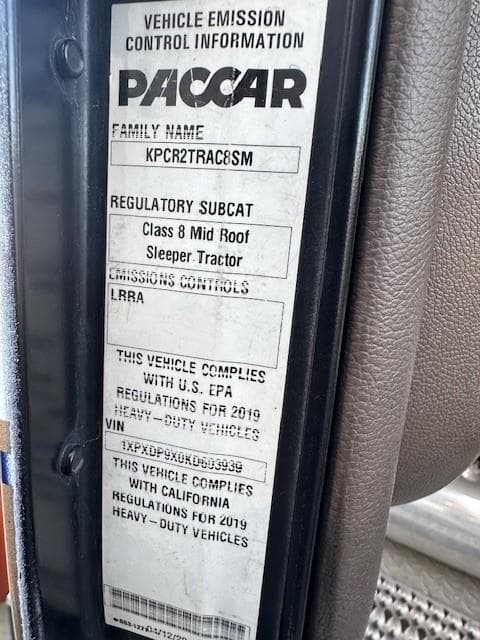 VEHICLE EMISSION
CONTROL INFORMATION
PACCAR
FAMILY NAME
KPCR2TRAC8SM
REGULATORY SUBCAT
Class 8 Mid Roof
Sleeper Tractor
EMISSIONS CONTROLS
LRRA
THIS VEHICLE COMPLIES
WITH U.S. EPA
REGULATIONS FOR 2019
HEAVY-DUTY VEHICLES
VIN
1XPXDP9X0KD603939
THIS VEHICLE COMPLIES
WITH CALIFORNIA
REGULATIONS FOR 2019
HEAVY-DUTY VEHICLES